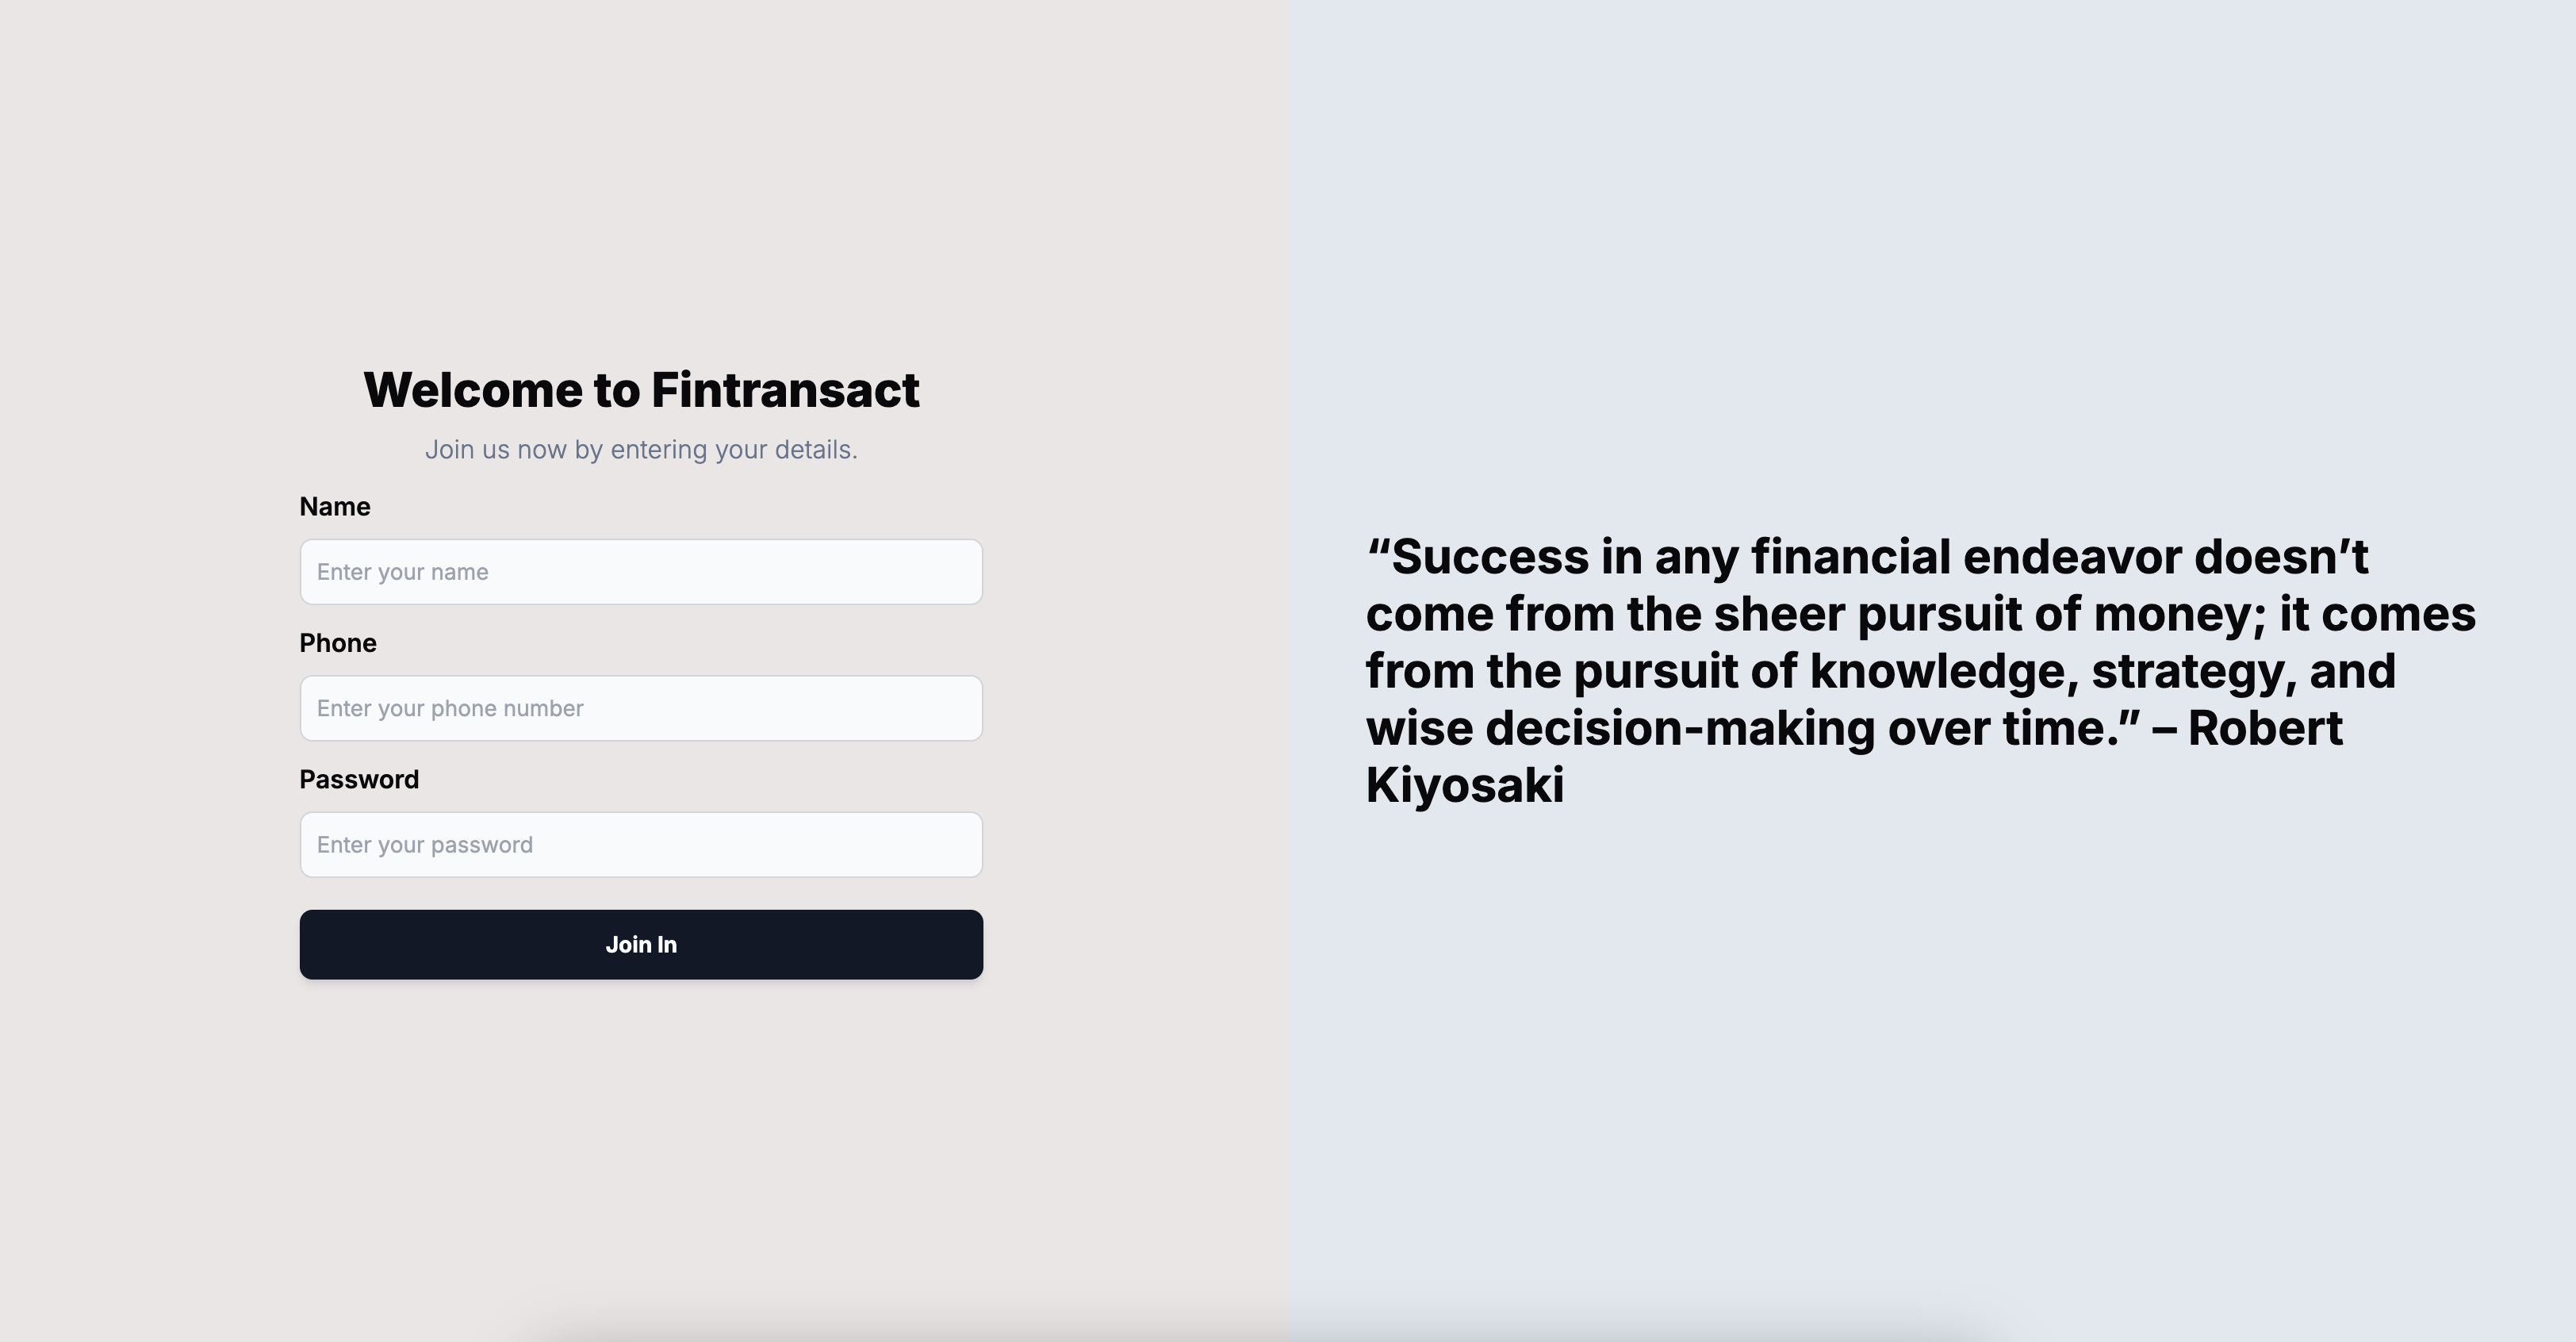 Welcome to Fintransact
Join us now by entering your details.
Name
Enter your name
Phone
Enter your phone number
Password
Enter your password
Join In
“Success in any financial endeavor doesn’t
come from the sheer pursuit of money; it comes
from the pursuit of knowledge, strategy, and
wise decision-making over time.” – Robert
Kiyosaki